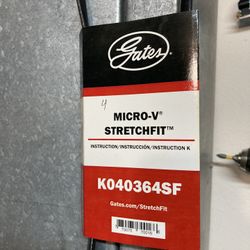 Gates
4
MICRO-V®
STRETCHFIT™
INSTRUCTION/INSTRUCCIÓN/INSTRUCTION K
K040364SF
Gates.com/StretchFit